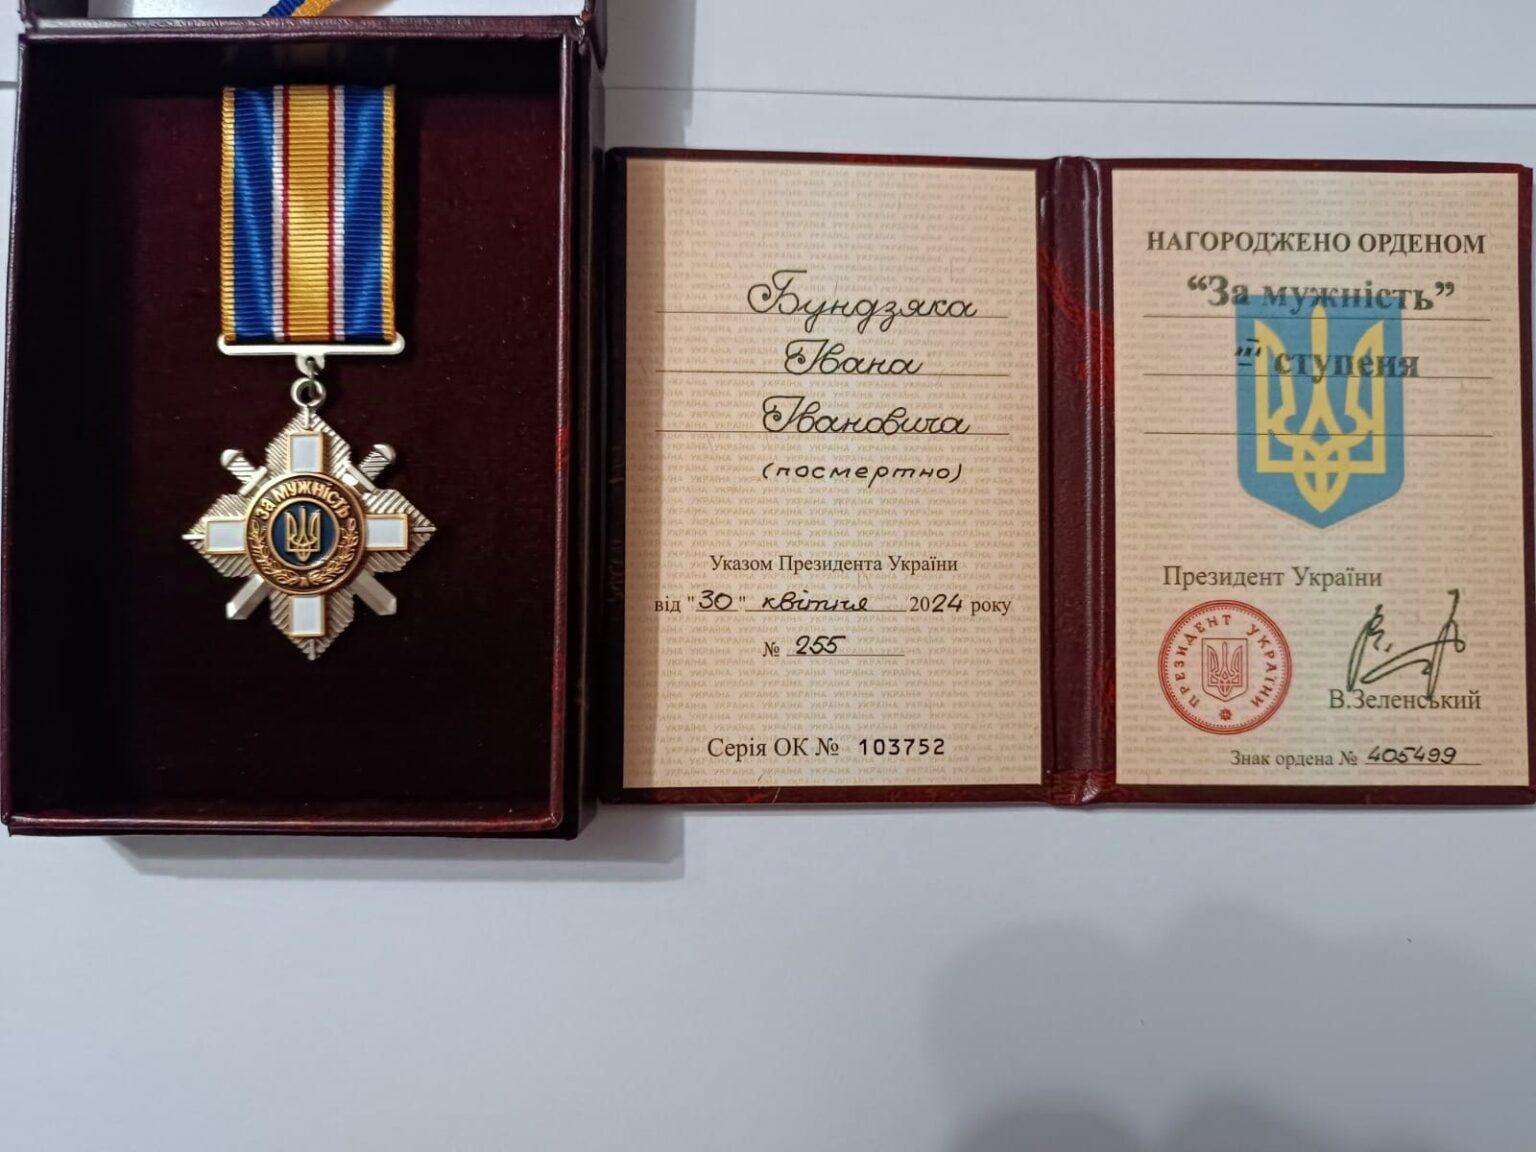 За мужність
Бундзяка
Івана
Івановича
(посмертно)
Указом Президента України
від "30" квітня 2024 року
№ 255
Серія ОК № 103752
НАГОРОДЖЕНО ОРДЕНОМ
“За мужність”
III ступеня
Президент України
ПРЕЗИДЕНТ УКРАЇНИ
В.Зеленський
Знак ордена № 405499